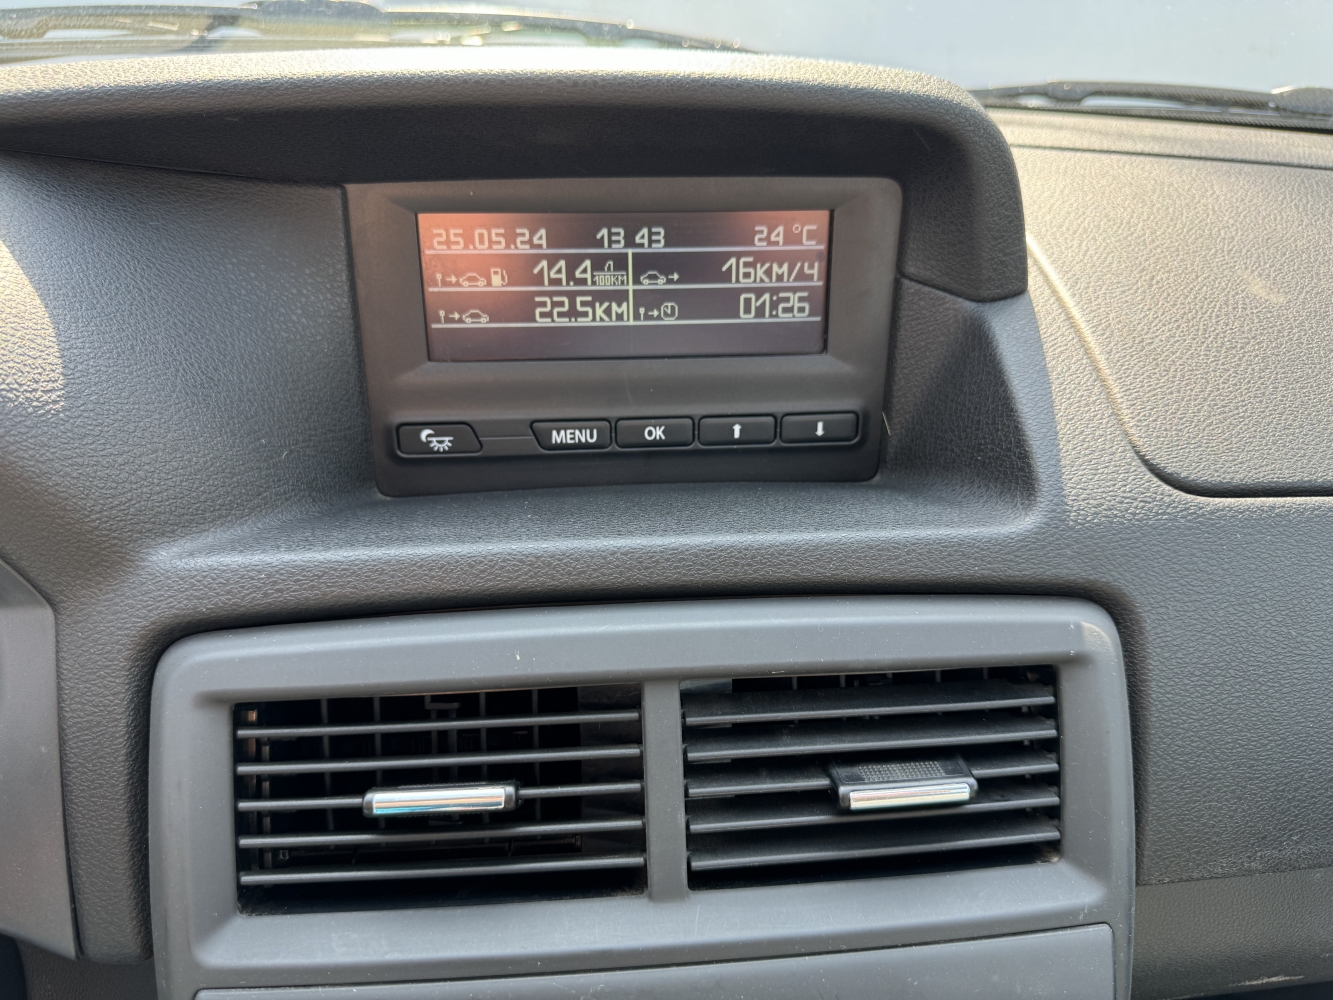 25.05.24 13 43 24 °C
14.4 л/100км 16км/ч
22.5км 01:26
MENU OK